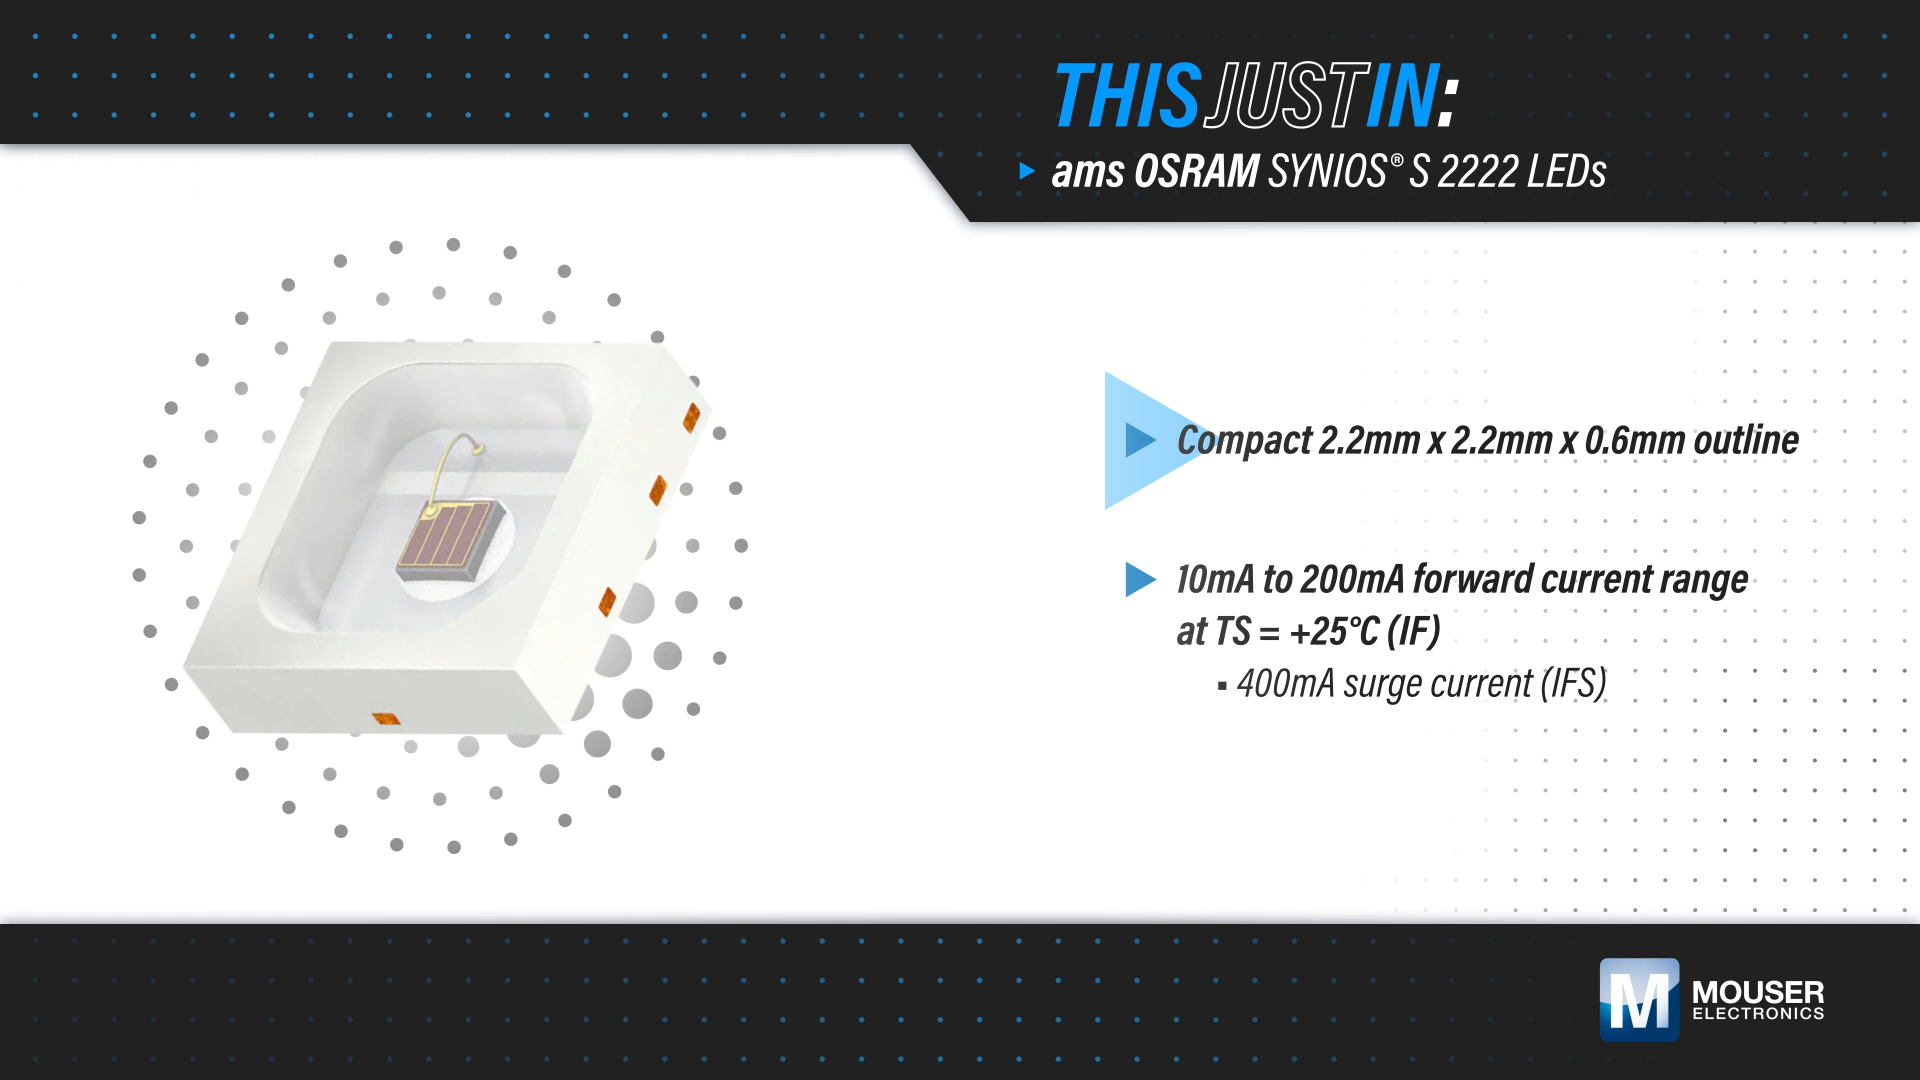 THIS JUST IN:
ams OSRAM SYNIOS® S 2222 LEDs
Compact 2.2mm x 2.2mm x 0.6mm outline
10mA to 200mA forward current range
at TS = +25°C (IF)
▪ 400mA surge current (IFS)
M MOUSER
ELECTRONICS